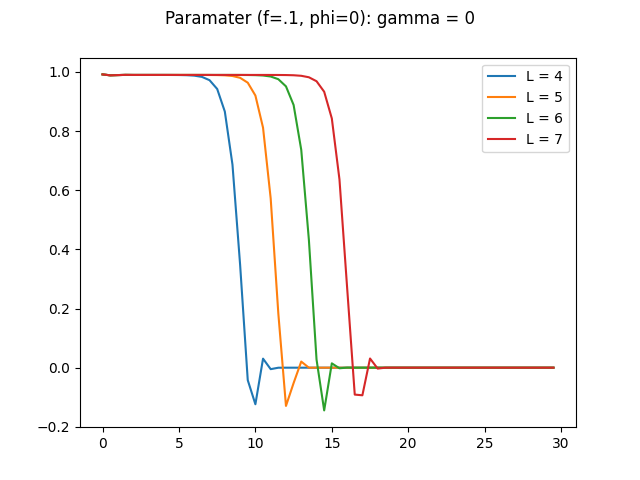 Paramater (f=.1, phi=0): gamma = 0
1.0
0.8
0.6
0.4
0.2
0.0
−0.2
0 5 10 15 20 25 30
L = 4
L = 5
L = 6
L = 7